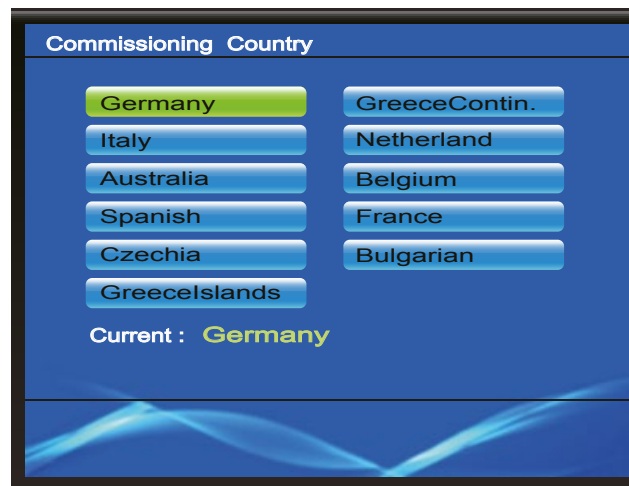 Commissioning Country
Germany
Italy
Australia
Spanish
Czechia
GreeceIslands
GreeceContin.
Netherland
Belgium
France
Bulgarian
Current : Germany